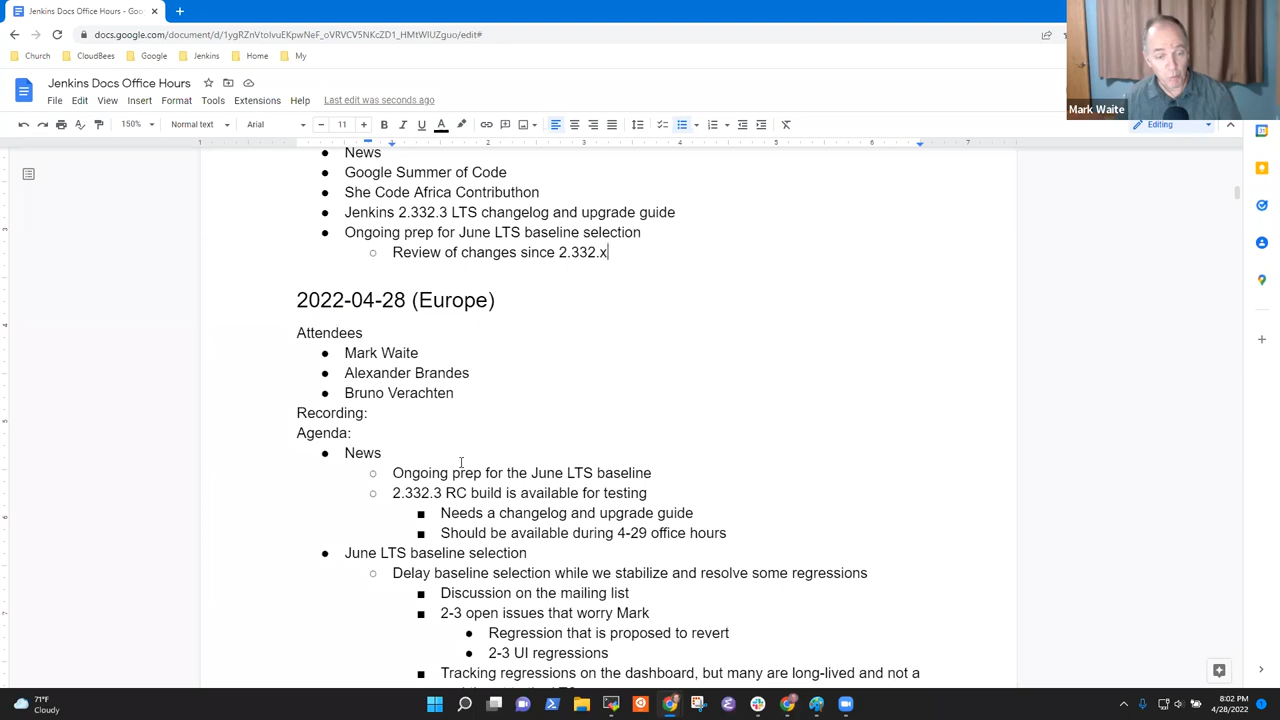 Jenkins Docs Office Hours - Goo
docs.google.com/document/d/1ygRZnVtoIvuEKpwNeF_oVRVCV5NKcZD1_HMtWIUZguo/edit#
Church
CloudBees
Google
Jenkins
Home
My
Jenkins Docs Office Hours
File Edit View Insert Format Tools Extensions Help Last edit was seconds ago
Mark Waite
150% Normal text Arial 11 Editing
1 1 2 3 4 5 6 7
• News
• Google Summer of Code
• She Code Africa Contributhon
• Jenkins 2.332.3 LTS changelog and upgrade guide
• Ongoing prep for June LTS baseline selection
○ Review of changes since 2.332.x
2022-04-28 (Europe)
Attendees
• Mark Waite
• Alexander Brandes
• Bruno Verachten
Recording:
Agenda:
• News
○ Ongoing prep for the June LTS baseline
○ 2.332.3 RC build is available for testing
■ Needs a changelog and upgrade guide
■ Should be available during 4-29 office hours
• June LTS baseline selection
○ Delay baseline selection while we stabilize and resolve some regressions
■ Discussion on the mailing list
■ 2-3 open issues that worry Mark
• Regression that is proposed to revert
• 2-3 UI regressions
■ Tracking regressions on the dashboard, but many are long-lived and not a
71°F
Cloudy
8:02 PM
4/28/2022